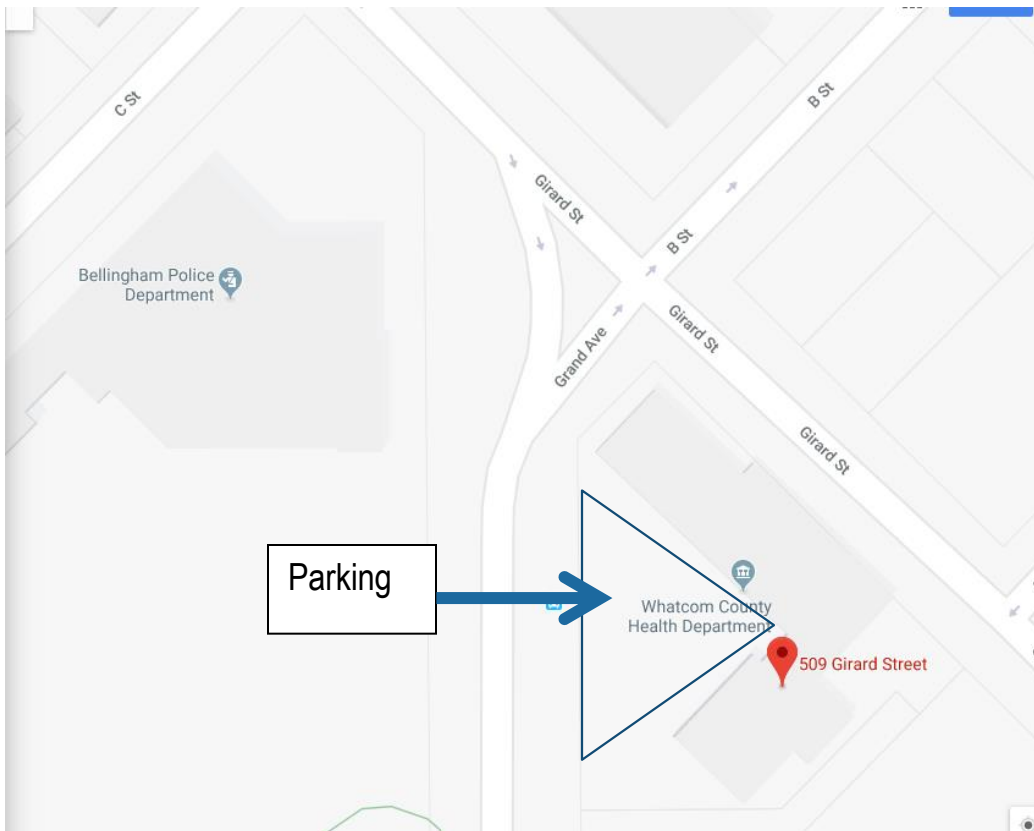 C St
B St
Girard St
B St
Bellingham Police
Department
Girard St
Grand Ave
Girard St
Parking
Whatcom County
Health Department
509 Girard Street